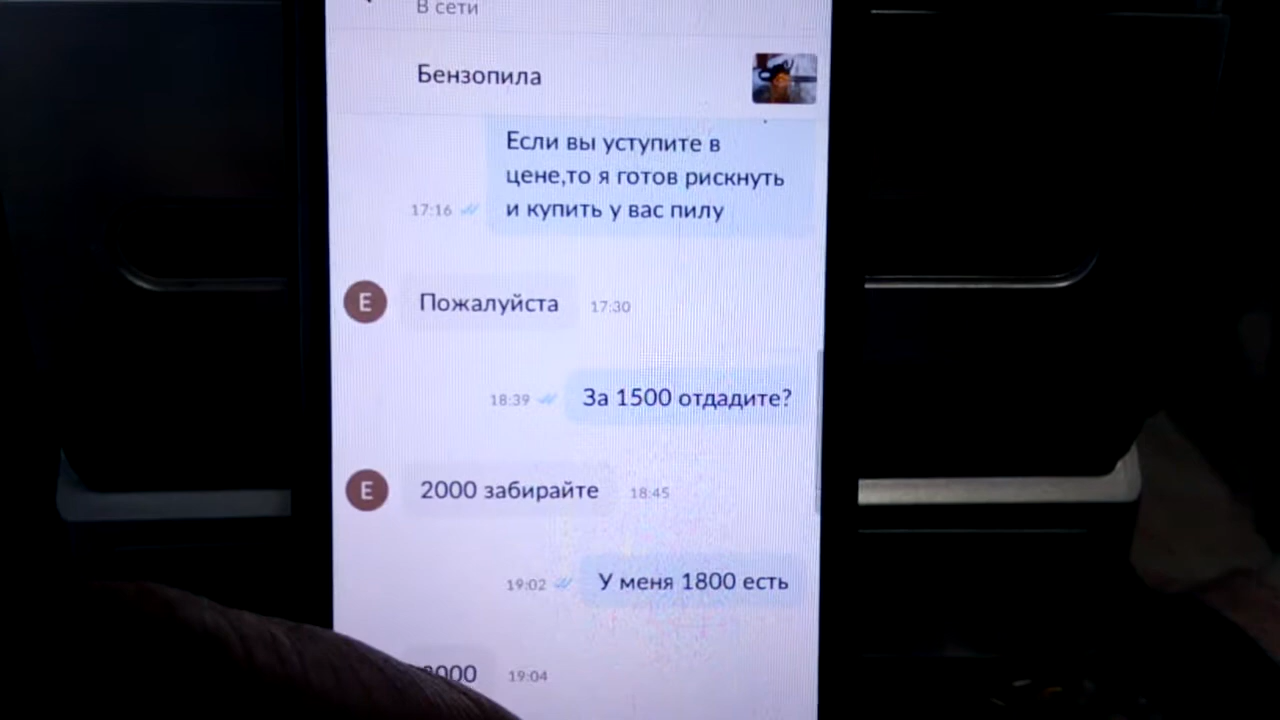 В сети
Бензопила
Если вы уступите в
цене,то я готов рискнуть
и купить у вас пилу
17:16
Е
Пожалуйста
17:30
18:39
За 1500 отдадите?
Е
2000 забирайте
18:45
19:02
У меня 1800 есть
19:04